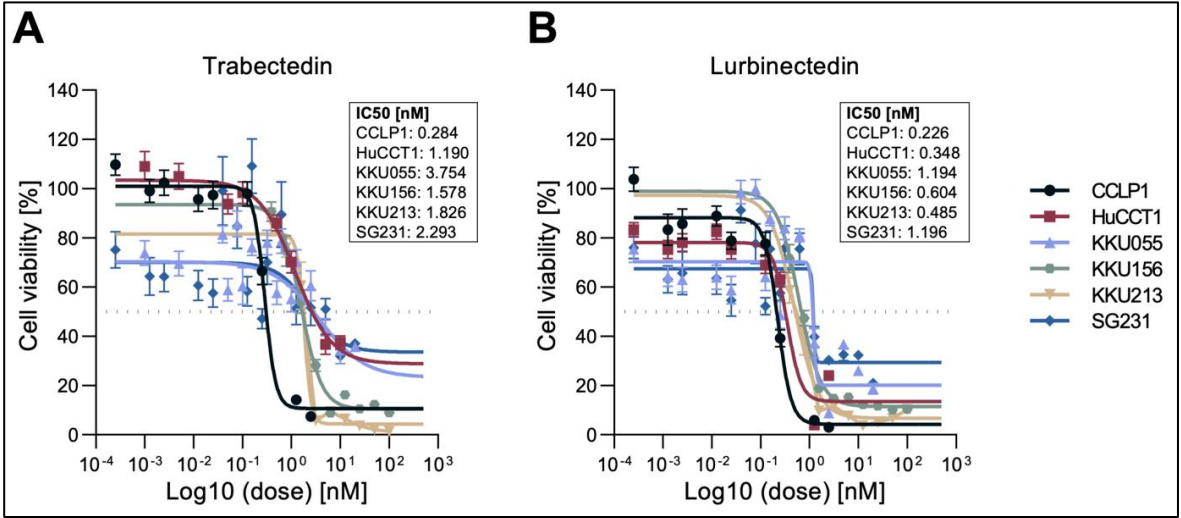 A
B
Trabectedin
Lurbinectedin
Cell viability [%]
140
120
100
80
60
40
20
0
IC50 [nM]
CCLP1: 0.284
HuCCT1: 1.190
KKU055: 3.754
KKU156: 1.578
KKU213: 1.826
SG231: 2.293
10-4 10-3 10-2 10-1 100 101 102 103
Log10 (dose) [nM]
Cell viability [%]
140
120
100
80
60
40
20
0
IC50 [nM]
CCLP1: 0.226
HuCCT1: 0.348
KKU055: 1.194
KKU156: 0.604
KKU213: 0.485
SG231: 1.196
10-4 10-3 10-2 10-1 100 101 102 103
Log10 (dose) [nM]
CCLP1
HuCCT1
KKU055
KKU156
KKU213
SG231